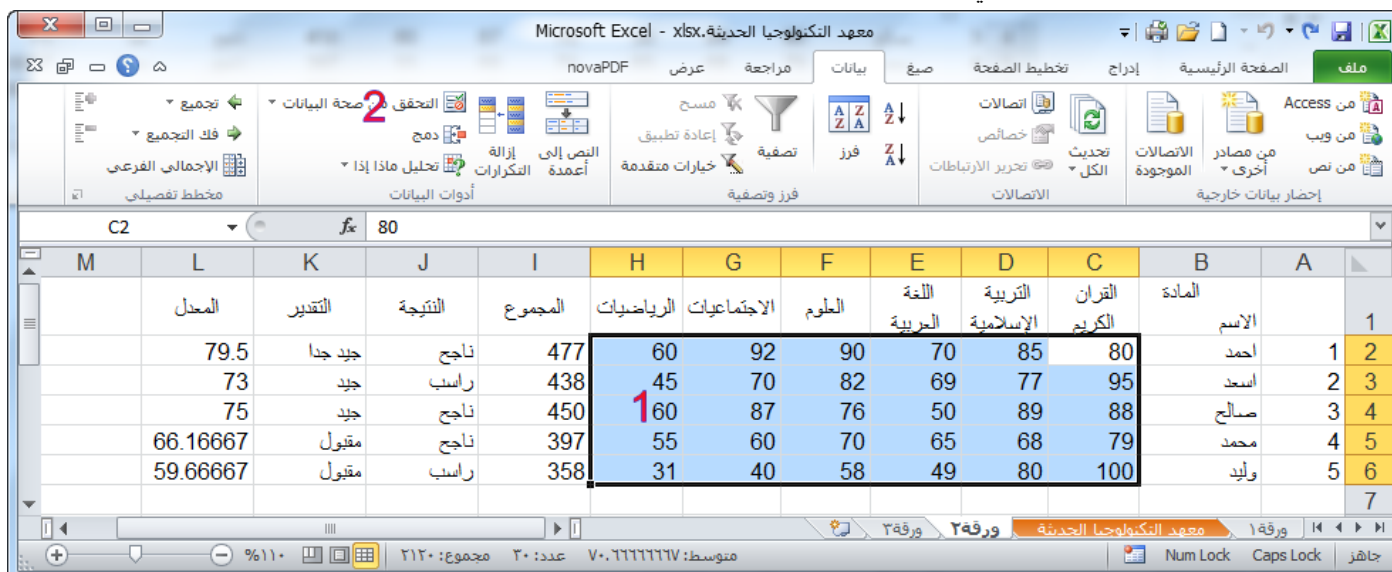 معهد التكنولوجيا الحديثة.xlsx - Microsoft Excel
ملف الصفحة الرئيسية إدراج تخطيط الصفحة صيغ بيانات مراجعة عرض novaPDF
من Access
من ويب
من نص
من مصادر أخرى
الاتصالات الموجودة
إحضار بيانات خارجية
تحديث الكل
اتصالات
خصائص
تحرير الارتباطات
الاتصالات
فرز
تصفية
مسح
إعادة تطبيق
خيارات متقدمة
فرز وتصفية
النص إلى أعمدة
إزالة التكرارات
التحقق من صحة البيانات
2
دمج
تحليل ماذا إذا
أدوات البيانات
تجميع
فك التجميع
الإجمالي الفرعي
مخطط تفصيلي
C2 fx 80
A B C D E F G H I J K L M
1 المادة الاسم القران الكريم التربية الإسلامية اللغة العربية العلوم الاجتماعيات الرياضيات المجموع النتيجة التقدير المعدل
2 1 احمد 80 85 70 90 92 60 477 ناجح جيد جدا 79.5
3 2 اسعد 95 77 69 82 70 45 438 راسب جيد 73
4 3 صالح 88 89 50 76 87 60 450 ناجح جيد 75
1
5 4 محمد 79 68 65 70 60 55 397 ناجح مقبول 66.16667
6 5 وليد 100 80 49 58 40 31 358 راسب مقبول 59.66667
7
ورقة١ معهد التكنولوجيا الحديثة ورقة٢ ورقة٣
جاهز Caps Lock Num Lock متوسط: ٧٠.٦٦٦٦٦٦٦٧ عدد: ٣٠ مجموع: ٢١٢٠ ١١٠%